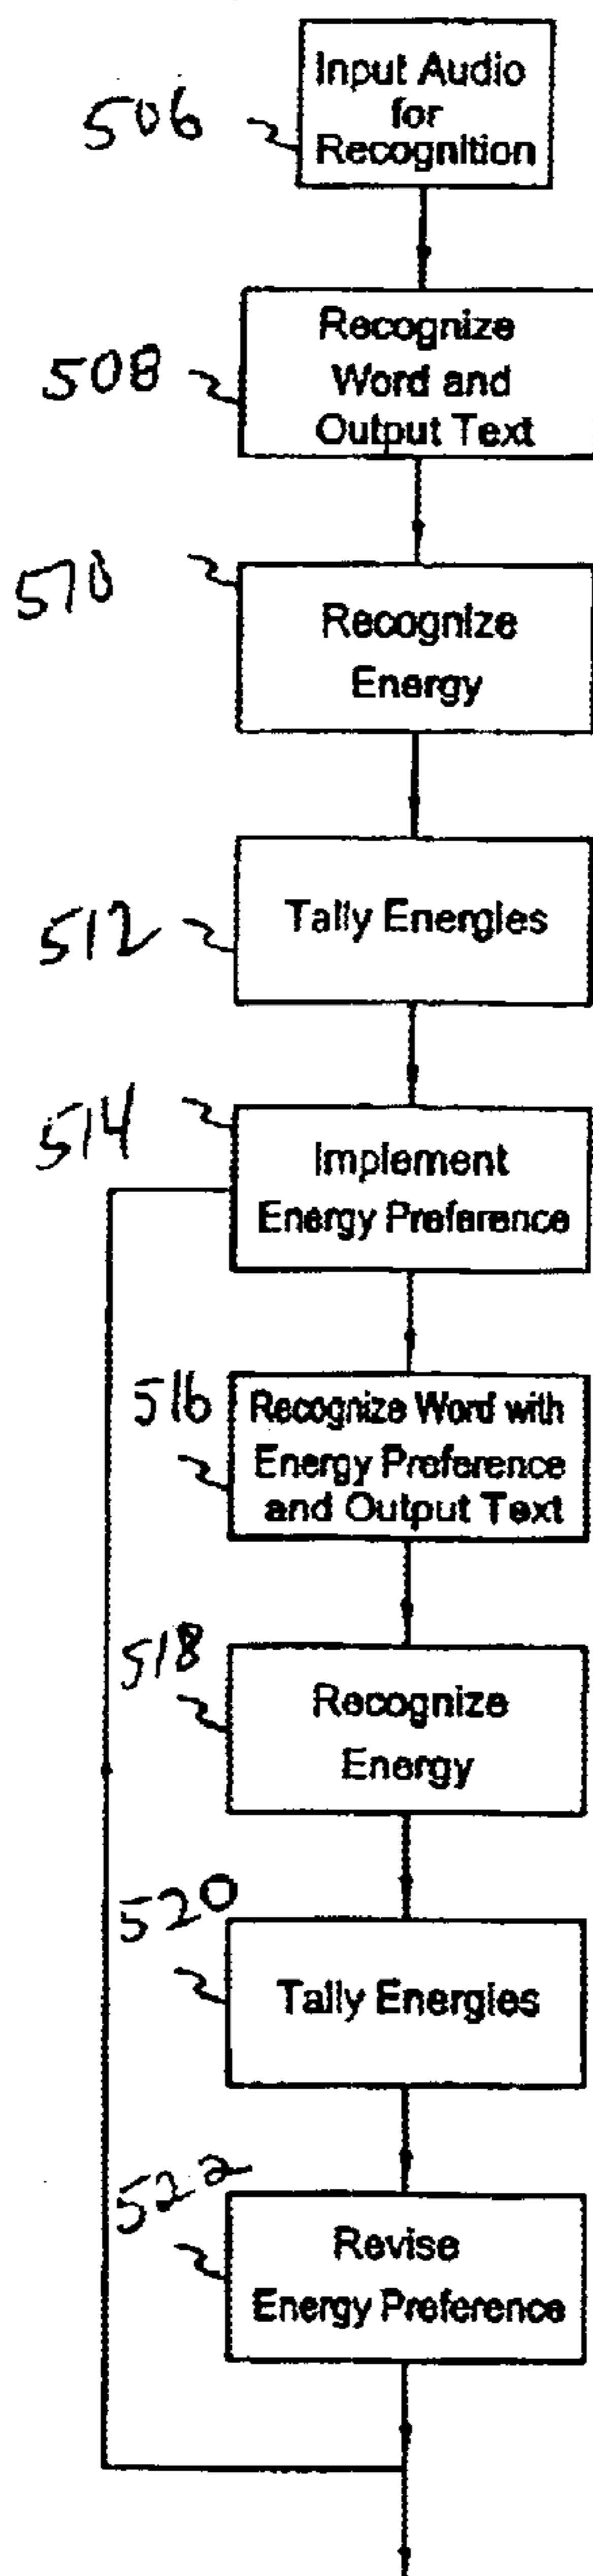 Input Audio
for
Recognition
506
Recognize
Word and
Output Text
508
510
Recognize
Energy
Tally Energies
512
514
Implement
Energy Preference
516
Recognize Word with
Energy Preference
and Output Text
518
Recognize
Energy
520
Tally Energies
522
Revise
Energy Preference